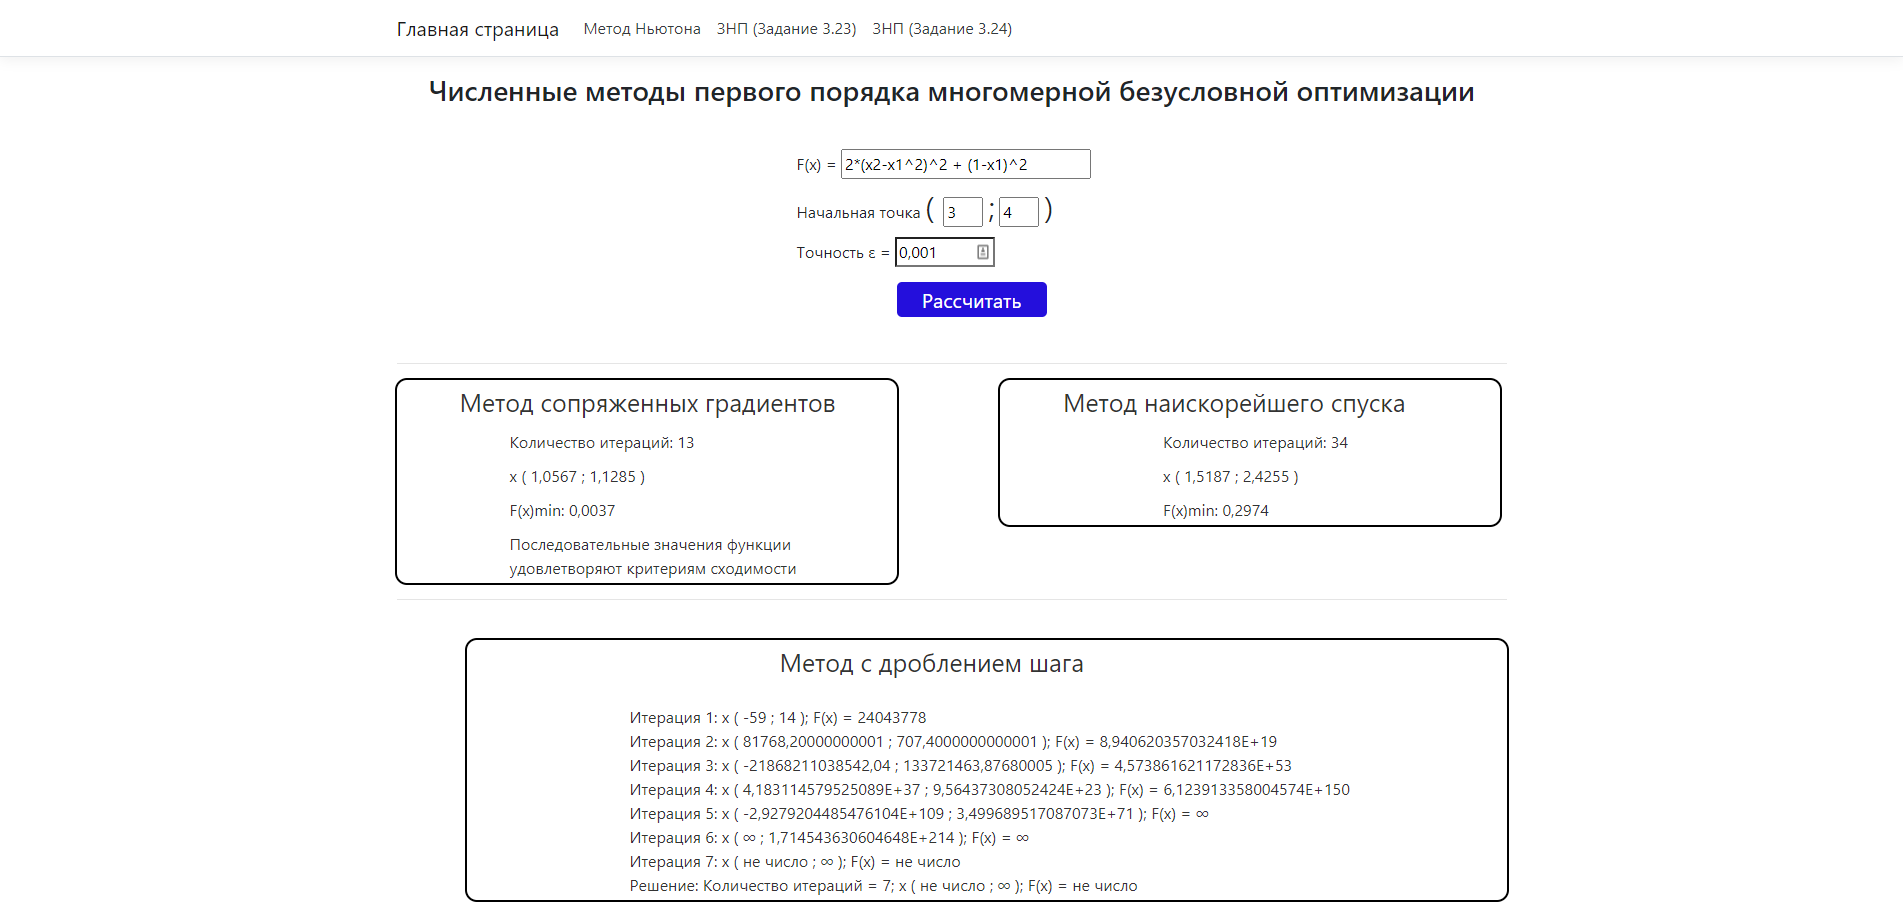 Главная страница Метод Ньютона ЗНП (Задание 3.23) ЗНП (Задание 3.24)
Численные методы первого порядка многомерной безусловной оптимизации
F(x) = 2*(x2-x1^2)^2 + (1-x1)^2
Начальная точка ( 3 ; 4 )
Точность ε = 0,001
Рассчитать
Метод сопряженных градиентов
Количество итераций: 13
x ( 1,0567 ; 1,1285 )
F(x)min: 0,0037
Последовательные значения функции
удовлетворяют критериям сходимости
Метод наискорейшего спуска
Количество итераций: 34
x ( 1,5187 ; 2,4255 )
F(x)min: 0,2974
Метод с дроблением шага
Итерация 1: x ( -59 ; 14 ); F(x) = 24043778
Итерация 2: x ( 81768,20000000001 ; 707,4000000000001 ); F(x) = 8,940620357032418E+19
Итерация 3: x ( -21868211038542,04 ; 133721463,87680005 ); F(x) = 4,573861621172836E+53
Итерация 4: x ( 4,183114579525089E+37 ; 9,56437308052424E+23 ); F(x) = 6,123913358004574E+150
Итерация 5: x ( -2,9279204485476104E+109 ; 3,499689517087073E+71 ); F(x) = ∞
Итерация 6: x ( ∞ ; 1,714543630604648E+214 ); F(x) = ∞
Итерация 7: x ( не число ; ∞ ); F(x) = не число
Решение: Количество итераций = 7; x ( не число ; ∞ ); F(x) = не число